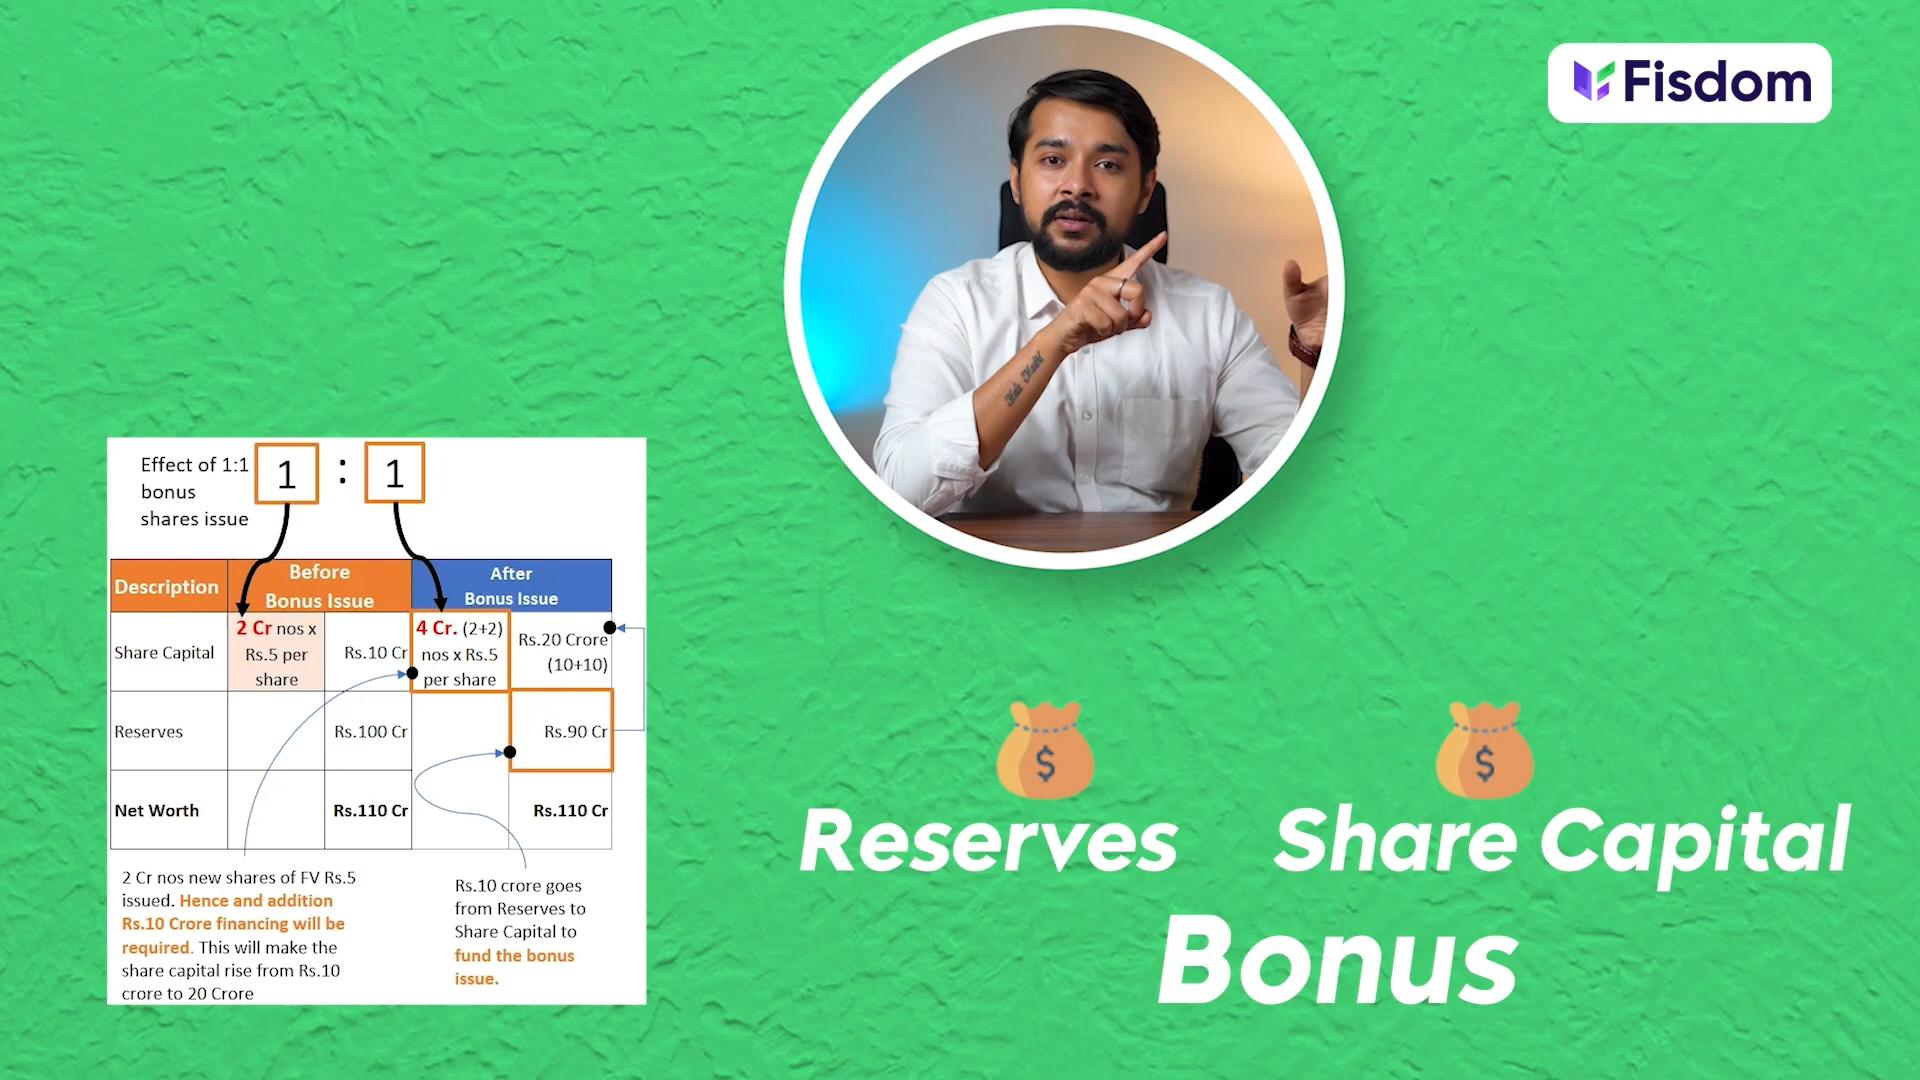 Fisdom
Effect of 1:1
bonus
shares issue
1 : 1
Description
Before
Bonus Issue
After
Bonus Issue
Share Capital
2 Cr nos x
Rs.5 per
share
Rs.10 Cr
4 Cr. (2+2)
nos x Rs.5
per share
Rs.20 Crore
(10+10)
Reserves
Rs.100 Cr
Rs.90 Cr
Net Worth
Rs.110 Cr
Rs.110 Cr
2 Cr nos new shares of FV Rs.5
issued. Hence and addition
Rs.10 Crore financing will be
required. This will make the
share capital rise from Rs.10
crore to 20 Crore
Rs.10 crore goes
from Reserves to
Share Capital to
fund the bonus
issue.
$
$
Reserves
Share Capital
Bonus